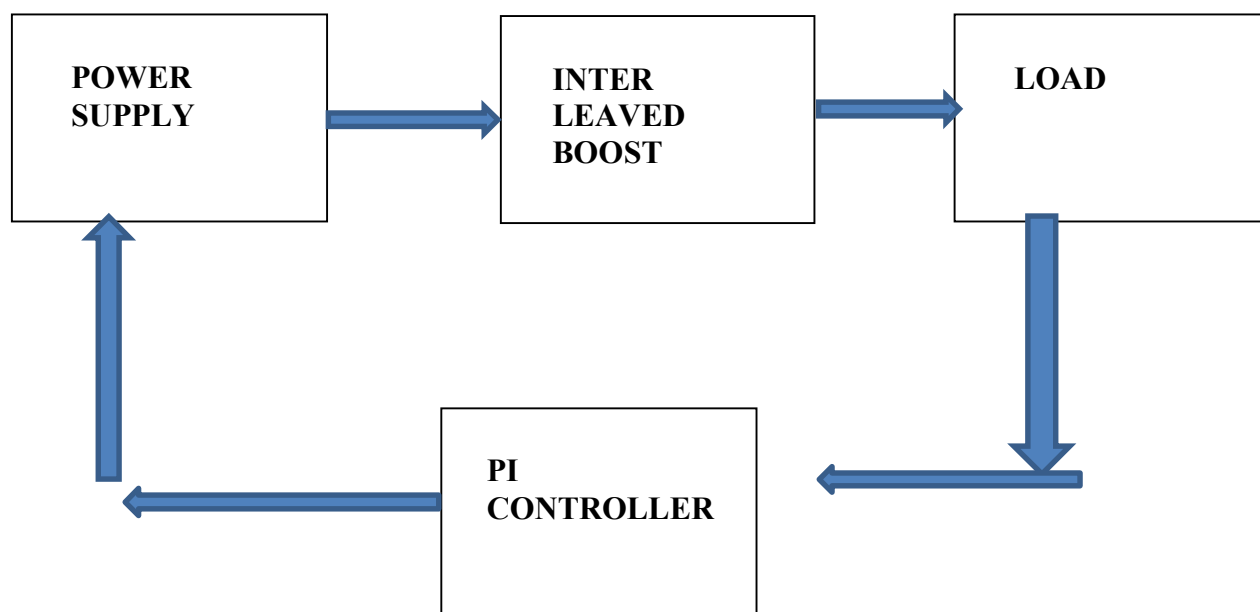 POWER
SUPPLY
INTER
LEAVED
BOOST
LOAD
PI
CONTROLLER